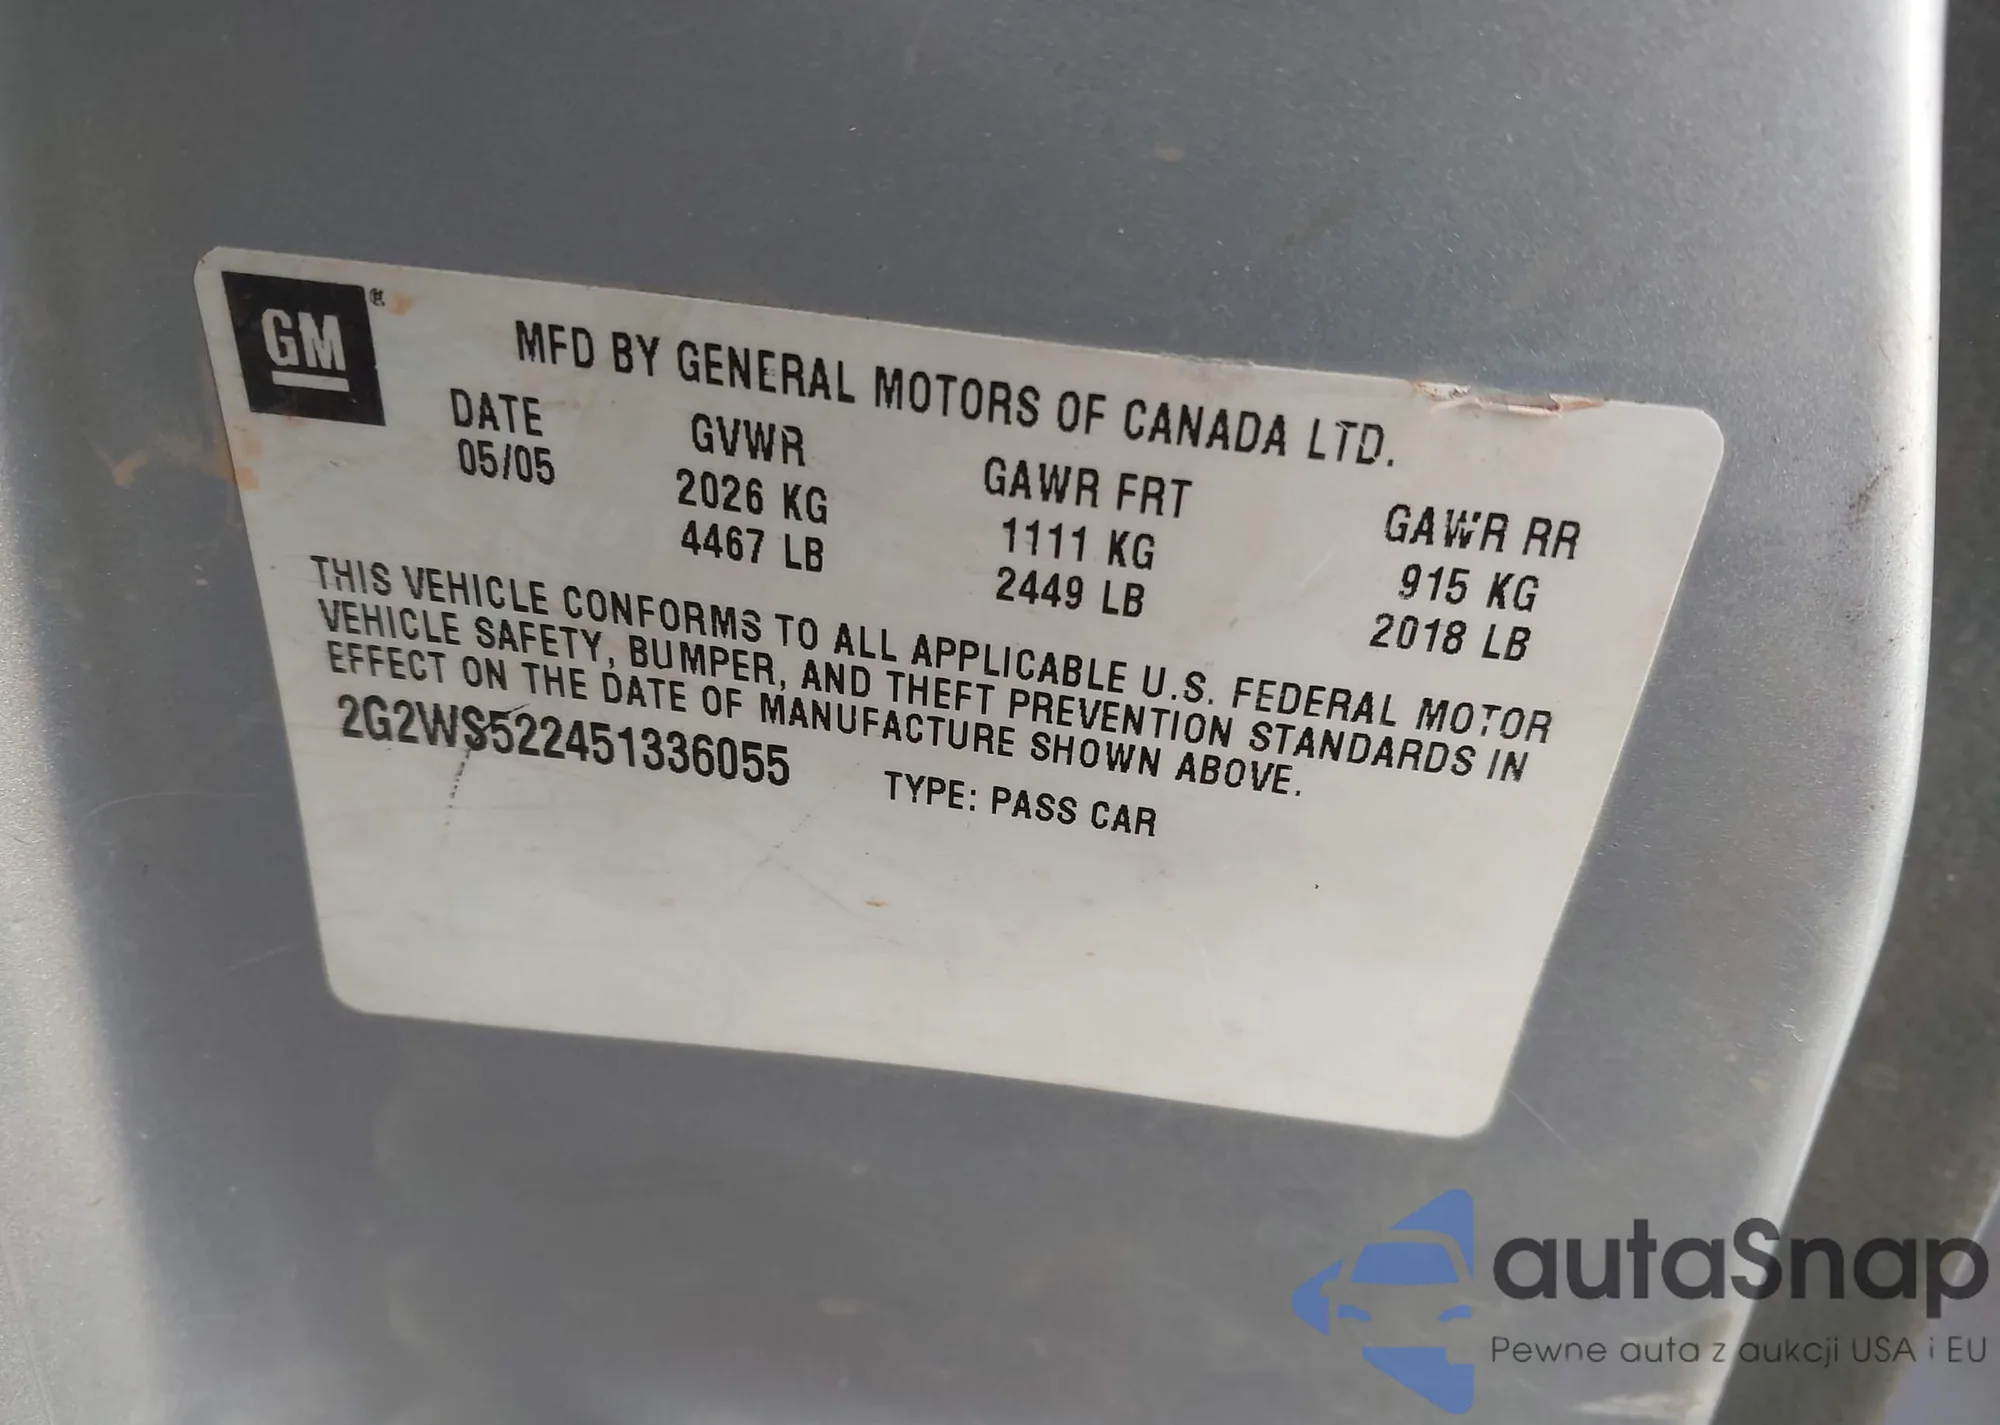 GM®
MFD BY GENERAL MOTORS OF CANADA LTD.
DATE GVWR GAWR FRT GAWR RR
05/05 2026 KG 1111 KG 915 KG
4467 LB 2449 LB 2018 LB
THIS VEHICLE CONFORMS TO ALL APPLICABLE U.S. FEDERAL MOTOR
VEHICLE SAFETY, BUMPER, AND THEFT PREVENTION STANDARDS IN
EFFECT ON THE DATE OF MANUFACTURE SHOWN ABOVE.
2G2WS522451336055 TYPE: PASS CAR
autaSnap
Pewne auta z aukcji USA i EU